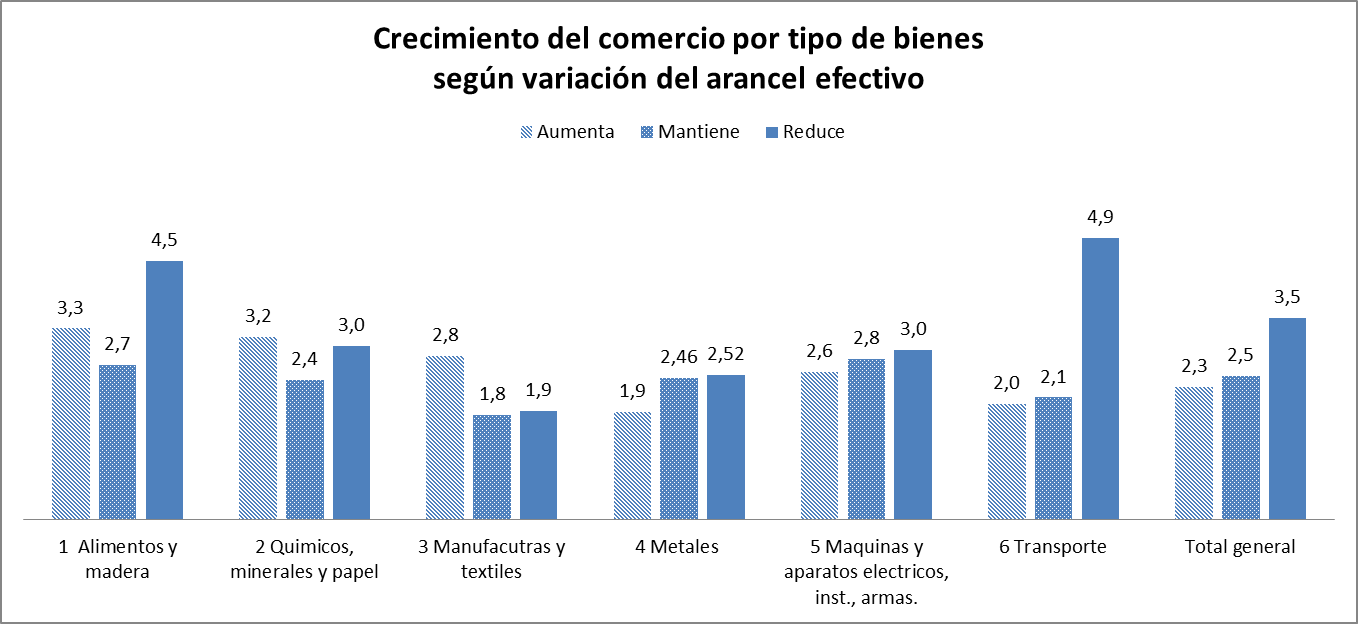 Crecimiento del comercio por tipo de bienes
según variación del arancel efectivo
Aumenta Mantiene Reduce
3,3
2,7
4,5
3,2
2,4
3,0
2,8
1,8
1,9
1,9
2,46
2,52
2,6
2,8
3,0
2,0
2,1
4,9
2,3
2,5
3,5
1 Alimentos y
madera
2 Quimicos,
minerales y papel
3 Manufacutras y
textiles
4 Metales
5 Maquinas y
aparatos electricos,
inst., armas.
6 Transporte
Total general